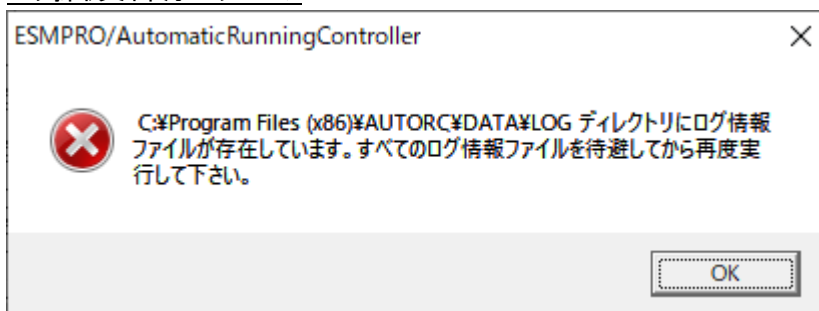 ESMPRO/AutomaticRunningController
C:¥Program Files (x86)¥AUTORC¥DATA¥LOG ディレクトリにログ情報
ファイルが存在しています。すべてのログ情報ファイルを待避してから再度実
行して下さい。
OK